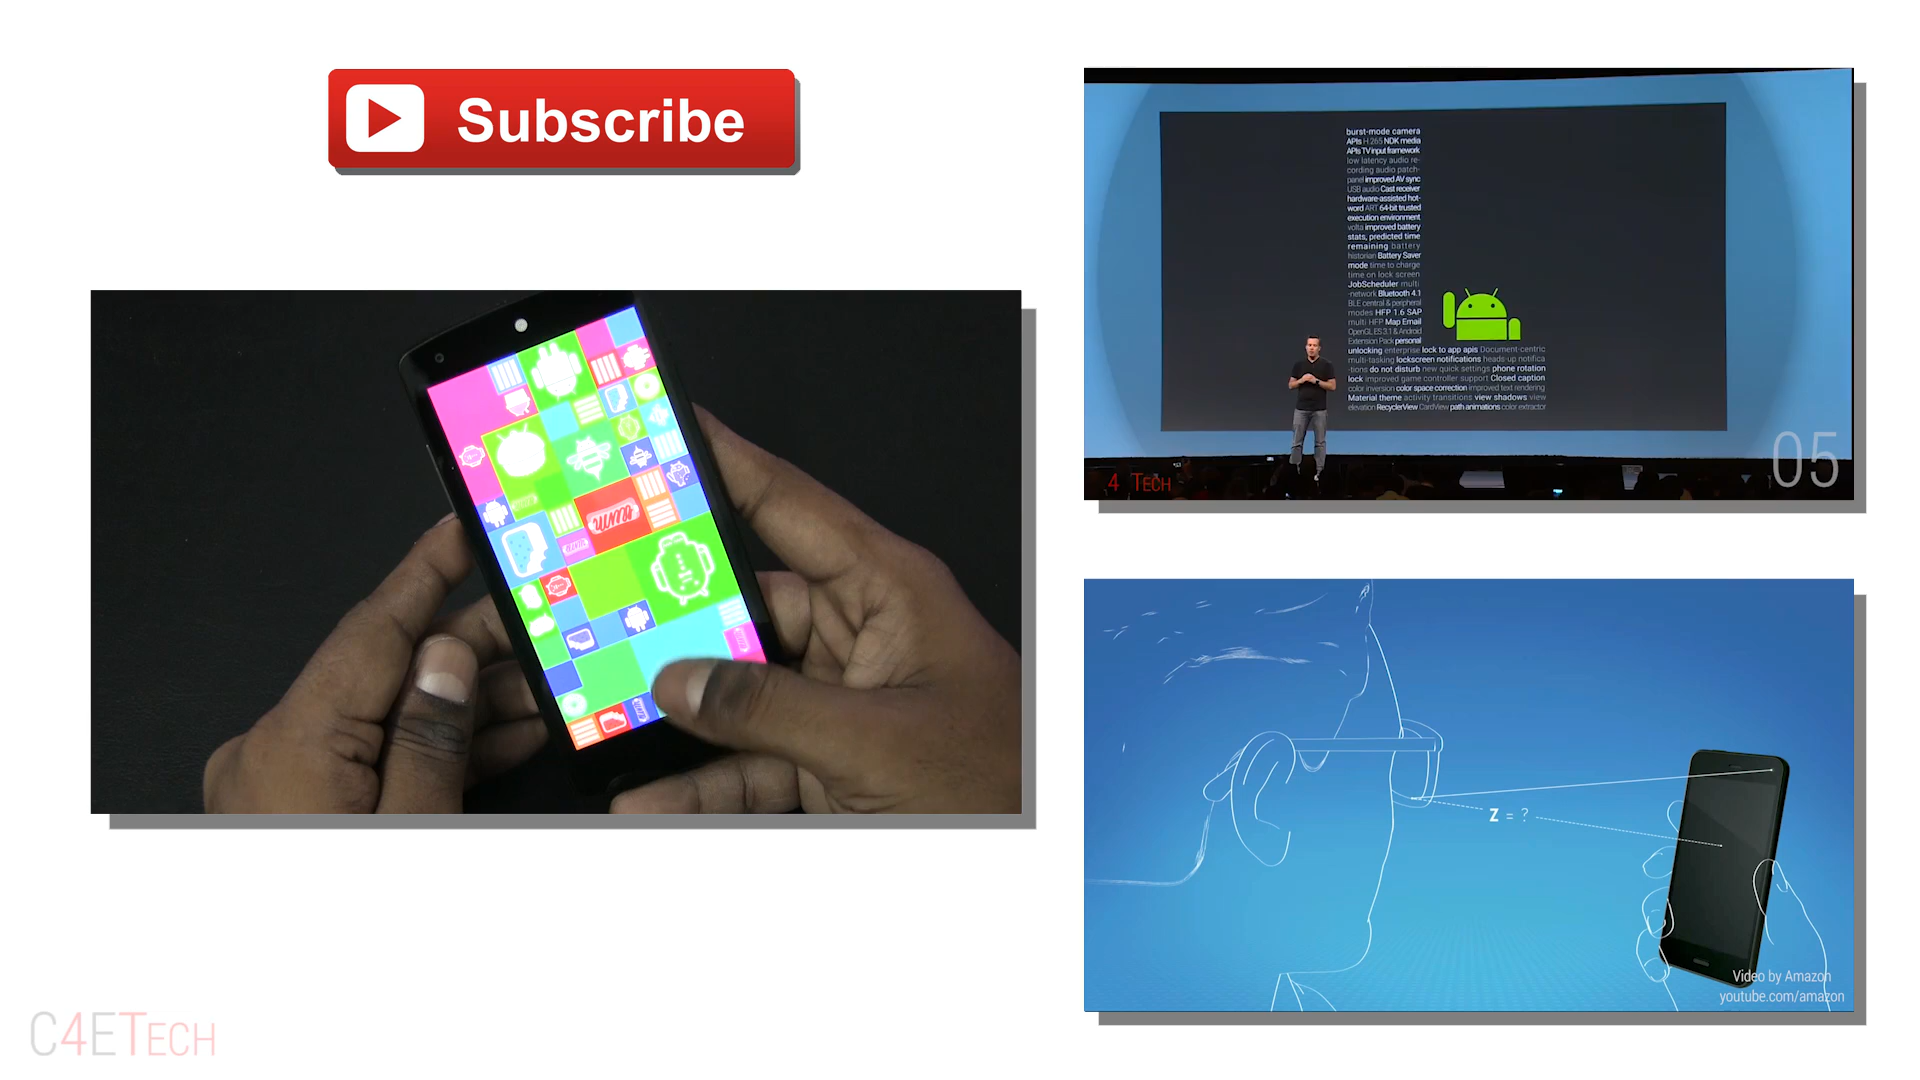 Subscribe
burst-mode camera
APIs H.265 NDK media
APIs TV input framework
low latency audio re-
cording audio patch-
panel improved AV sync
USB audio Cast receiver
hardware-assisted hot-
word ART 64-bit trusted
execution environment
volta improved battery
stats, predicted time
remaining battery
historian Battery Saver
mode time to charge
time on lock screen
JobScheduler multi
-network Bluetooth 4.1
BLE central & peripheral
modes HFP 1.6 SAP
multi HFP Map Email
OpenGL ES 3.1 & Android
Extension Pack personal
unlocking enterprise lock to app apis Document-centric
multi-tasking lockscreen notifications heads-up notifica
-tions do not disturb new quick settings phone rotation
lock improved game controller support Closed caption
color inversion color space correction improved text rendering
Material theme activity transitions view shadows view
elevation RecyclerView CardView path animations color extractor
05
4 TECH
Z = ?
Video by Amazon
youtube.com/amazon
C4ETECH